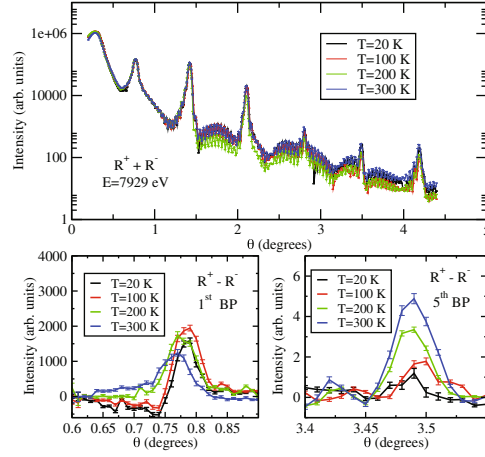 1e+06
10000
100
1
Intensity (arb. units)
T=20 K
T=100 K
T=200 K
T=300 K
R+ + R-
E=7929 eV
0 1 2 3 4
θ (degrees)
4000
3000
2000
1000
0
Intensity (arb. units)
T=20 K
T=100 K
T=200 K
T=300 K
R+ - R-
1st BP
0.6 0.65 0.7 0.75 0.8 0.85
θ (degrees)
6
4
2
0
Intensity (arb. units)
T=20 K
T=100 K
T=200 K
T=300 K
R+ - R-
5th BP
3.4 3.45 3.5
θ (degrees)